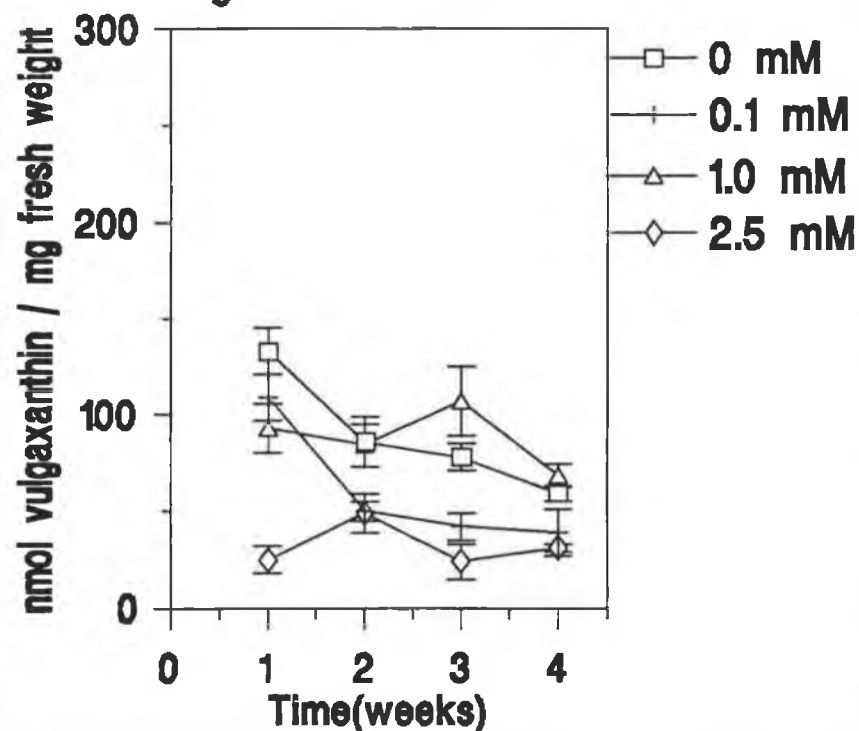 300
200
100
0
nmol vulgaxanthin / mg fresh weight
0 1 2 3 4
Time(weeks)
0 mM
0.1 mM
1.0 mM
2.5 mM